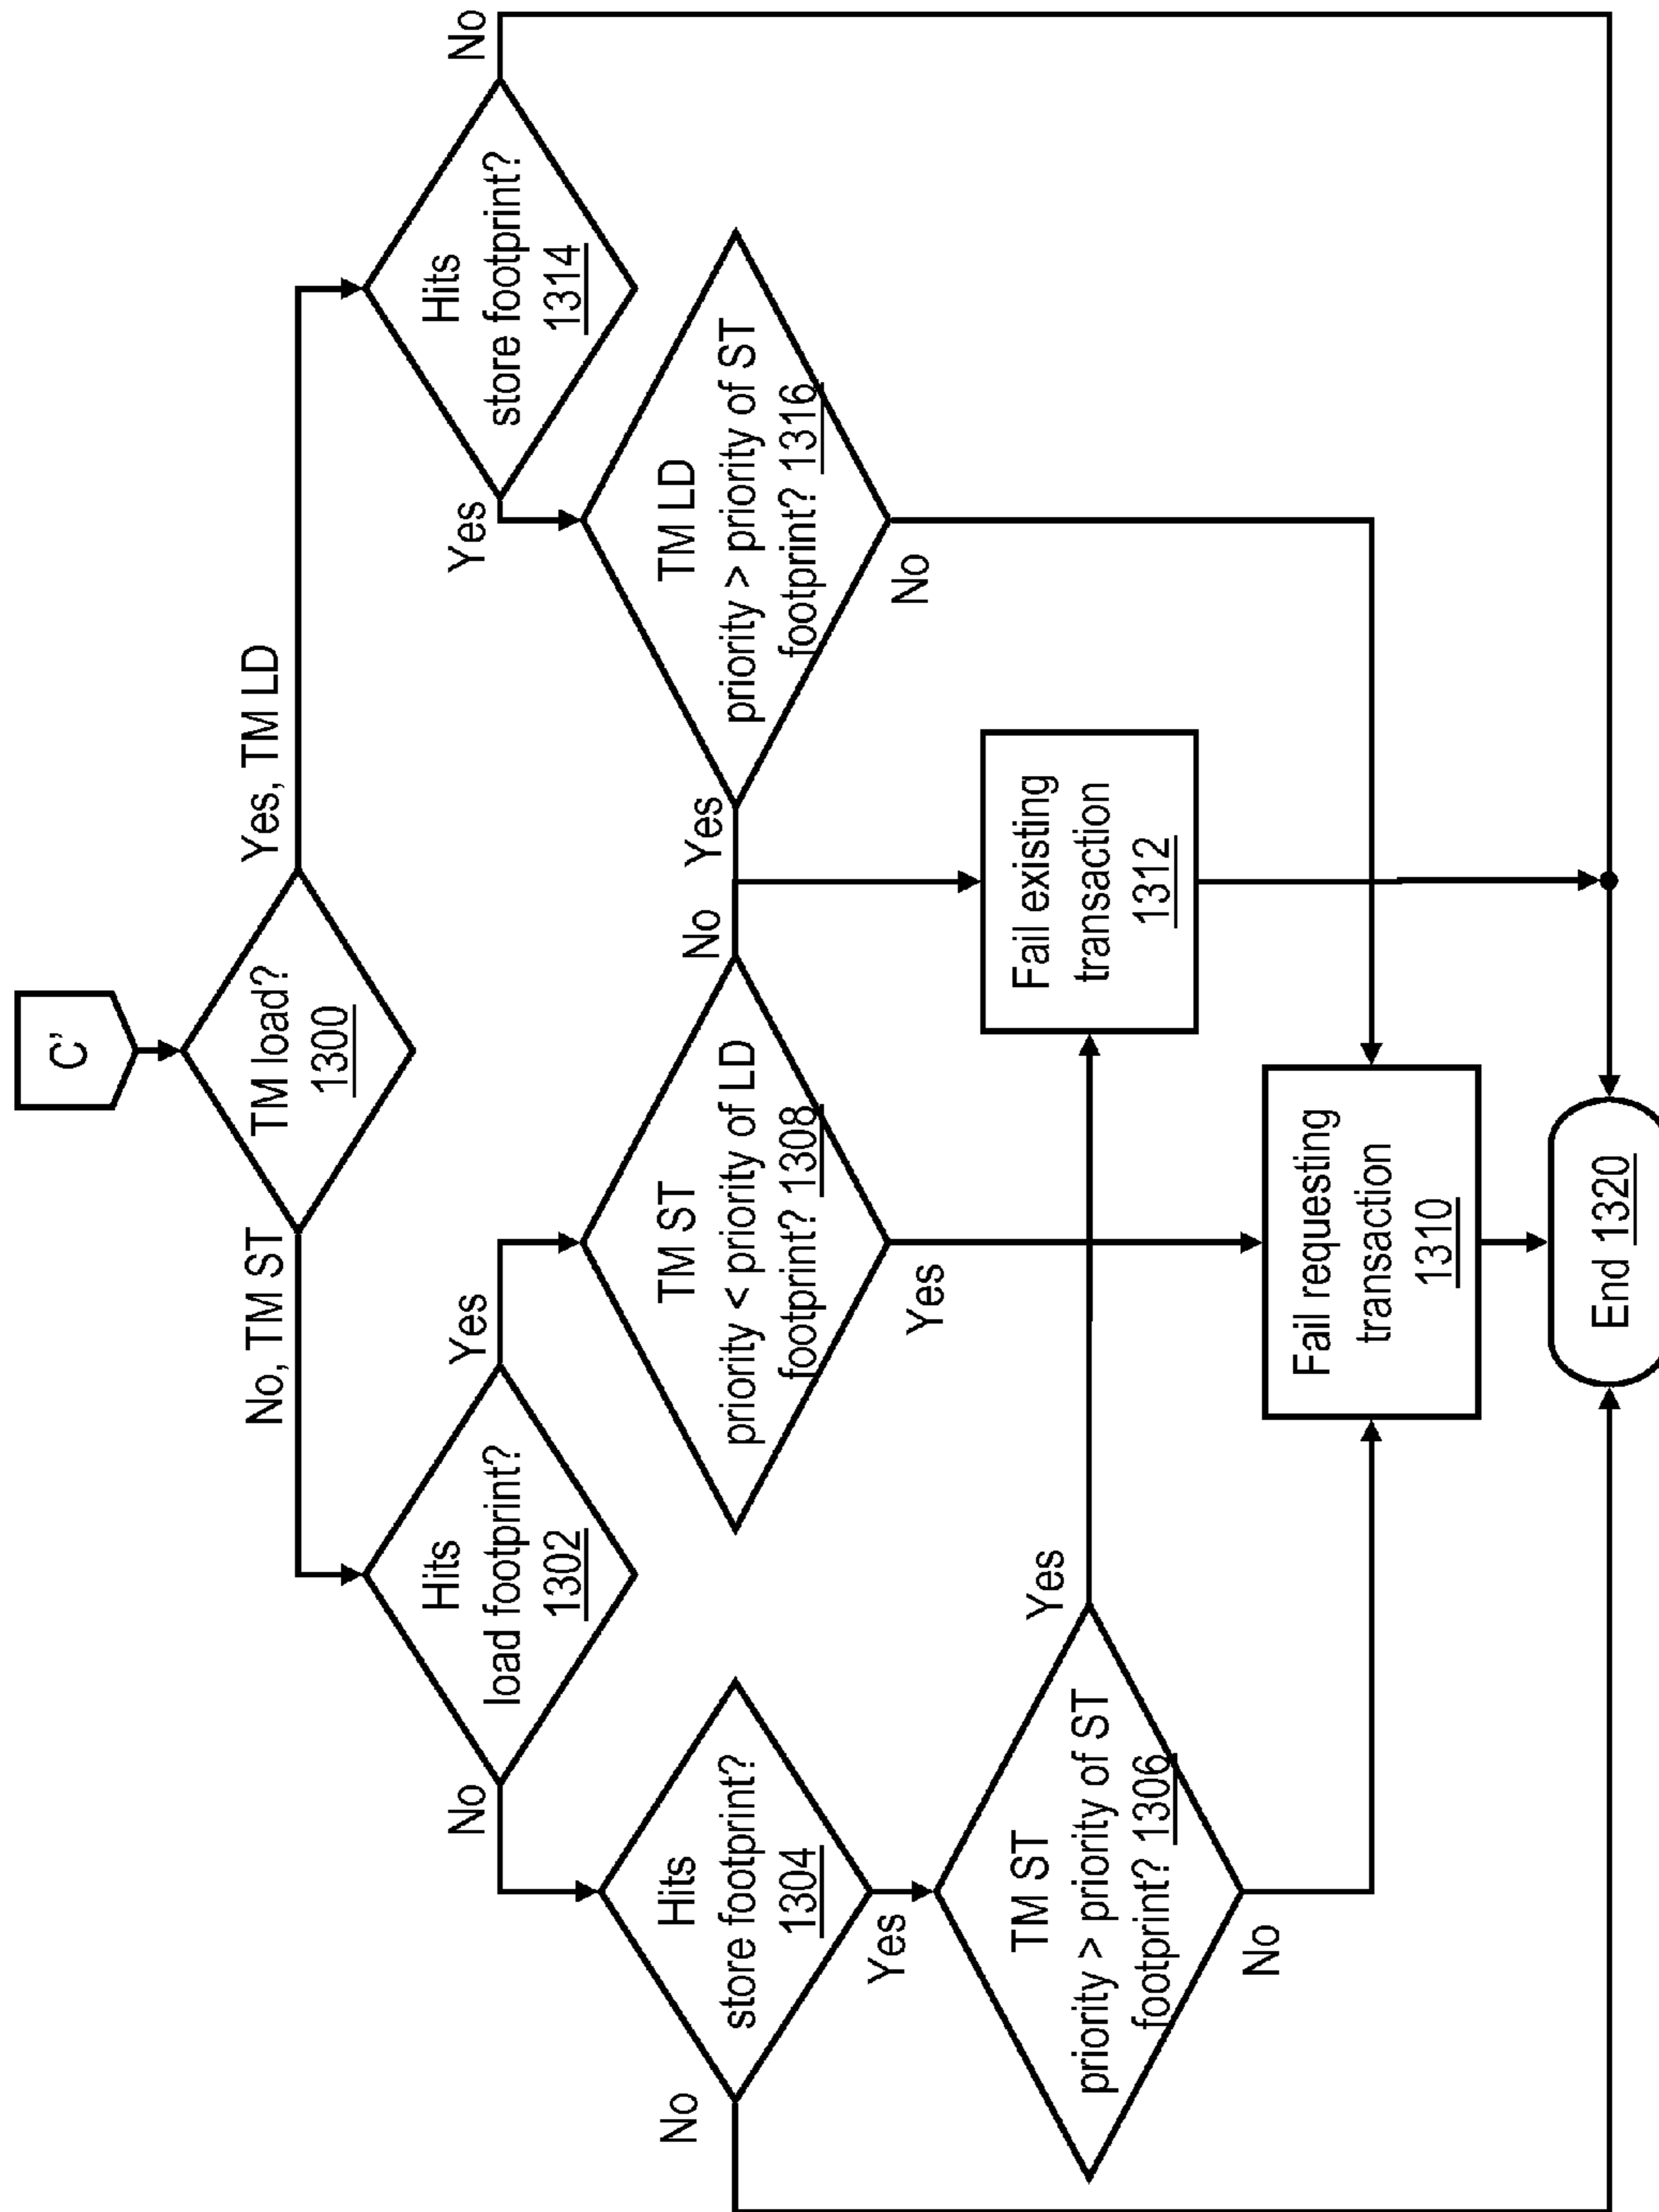 C'
TM load?
1300
No, TM ST
Yes, TM LD
Hits
load footprint?
1302
No
Yes
Hits
store footprint?
1314
Yes
No
Hits
store footprint?
1304
No
Yes
TM ST
priority < priority of LD
footprint? 1308
No
Yes
TM LD
priority > priority of ST
footprint? 1316
Yes
No
TM ST
priority > priority of ST
footprint? 1306
Yes
No
Fail existing
transaction
1312
Fail requesting
transaction
1310
End 1320